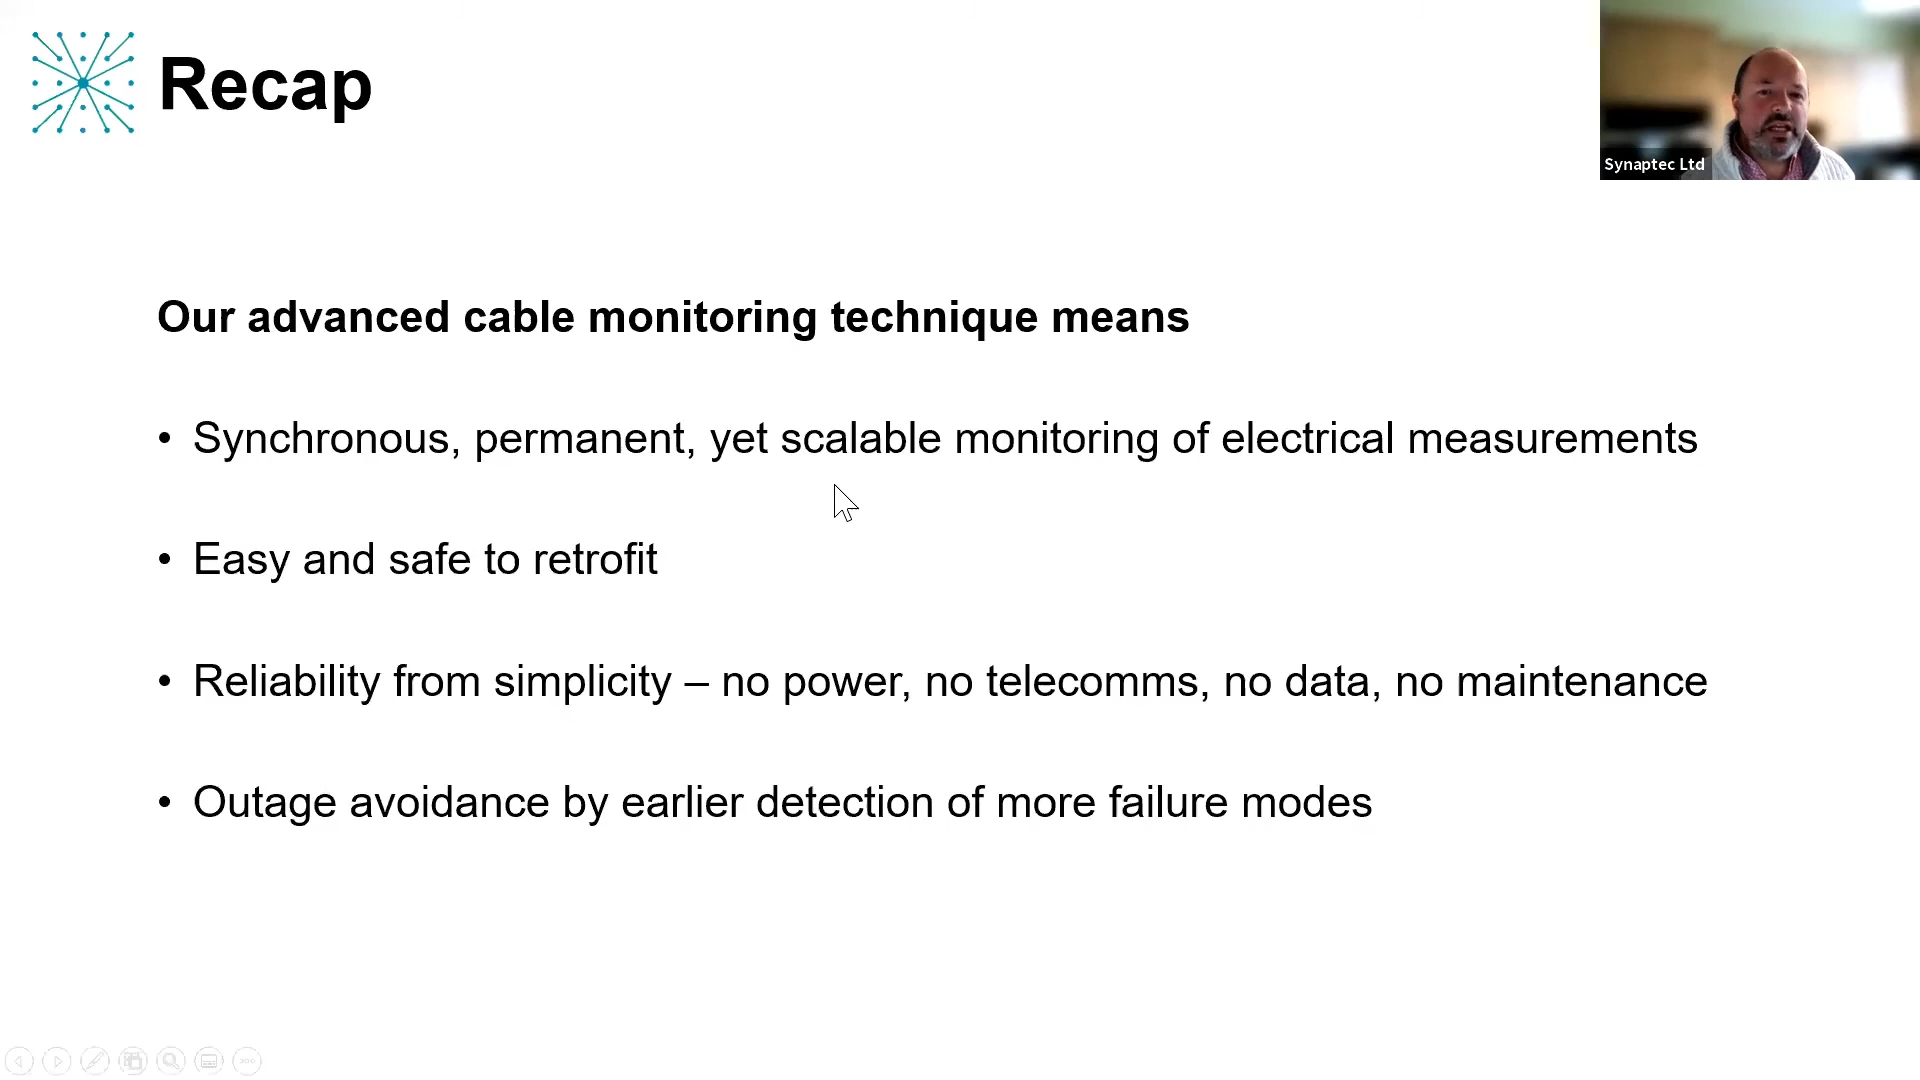 Recap
Synaptec Ltd
Our advanced cable monitoring technique means
• Synchronous, permanent, yet scalable monitoring of electrical measurements
• Easy and safe to retrofit
• Reliability from simplicity – no power, no telecomms, no data, no maintenance
• Outage avoidance by earlier detection of more failure modes